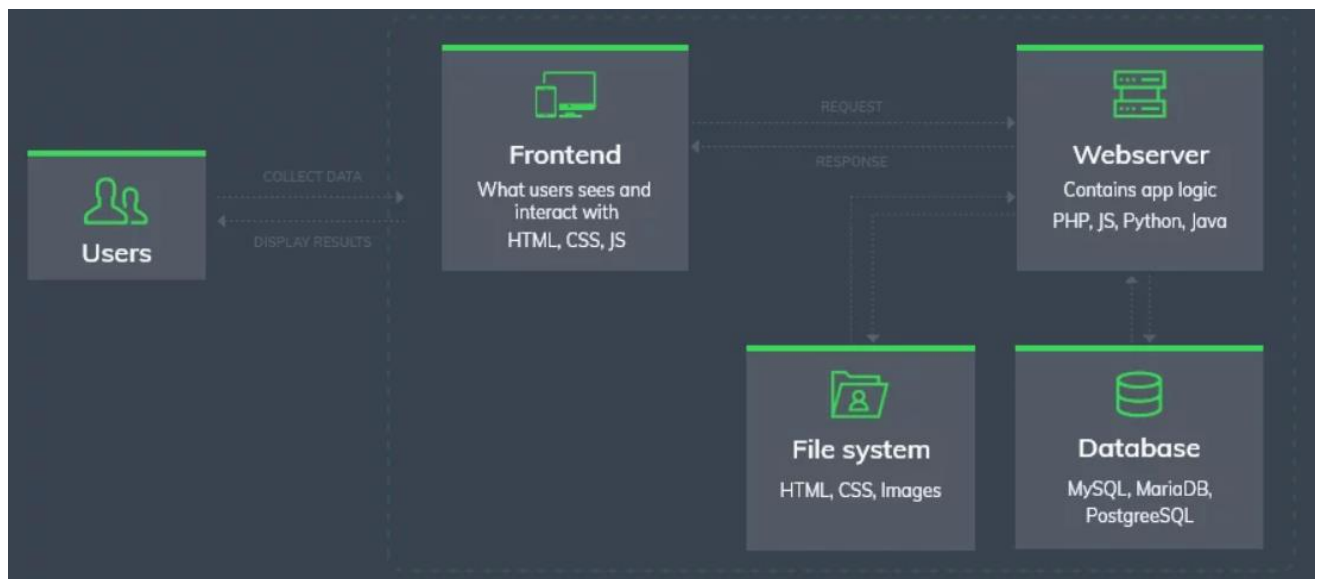 Users
COLLECT DATA
DISPLAY RESULTS
Frontend
What users sees and
interact with
HTML, CSS, JS
REQUEST
RESPONSE
Webserver
Contains app logic
PHP, JS, Python, Java
File system
HTML, CSS, Images
Database
MySQL, MariaDB,
PostgreeSQL